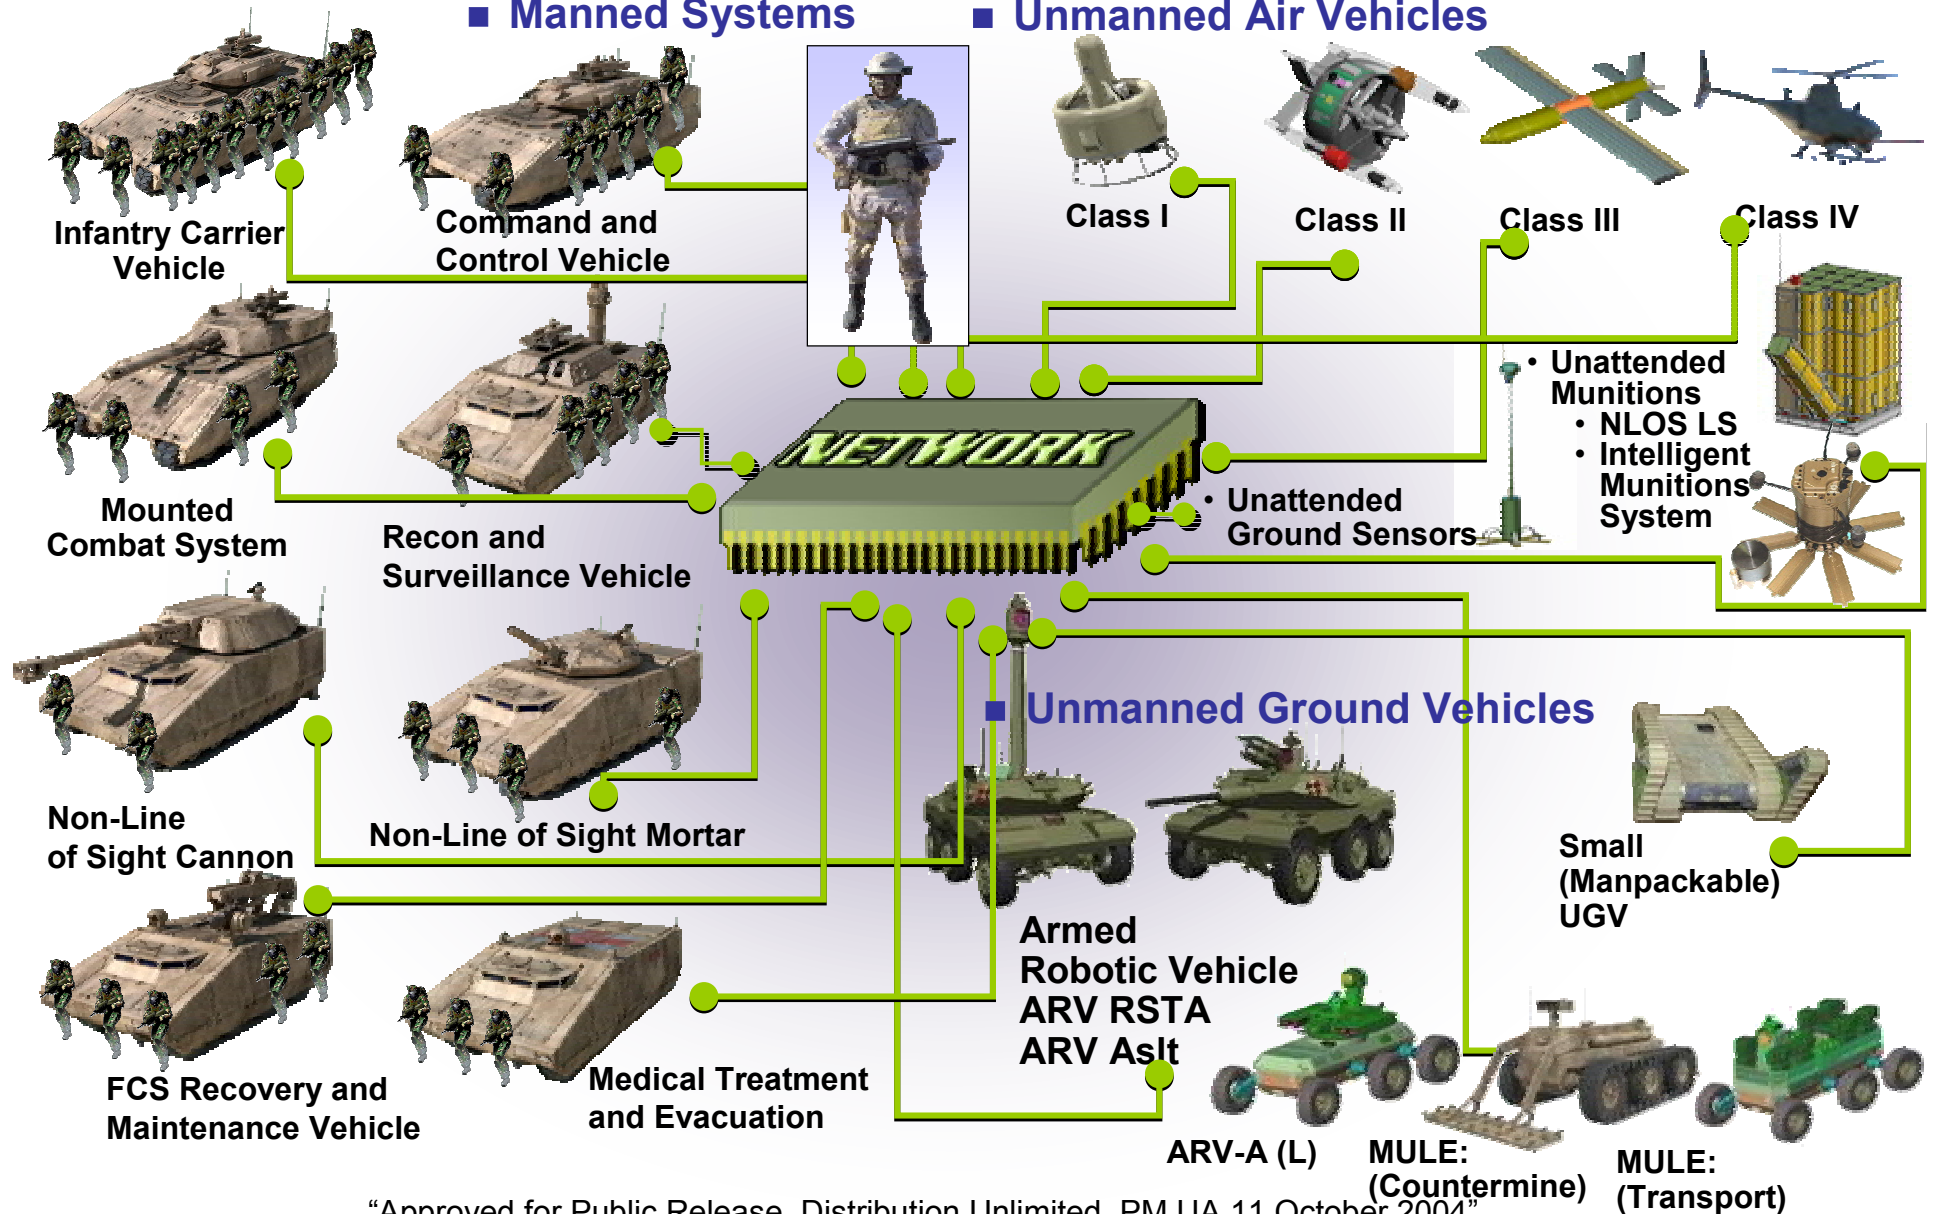 ■ Manned Systems
■ Unmanned Air Vehicles
Infantry Carrier
Vehicle
Command and
Control Vehicle
Class I
Class II
Class III
Class IV
Mounted
Combat System
Recon and
Surveillance Vehicle
NETWORK
• Unattended
Munitions
• NLOS LS
• Intelligent
Munitions
System
• Unattended
Ground Sensors
Non-Line
of Sight Cannon
Non-Line of Sight Mortar
■ Unmanned Ground Vehicles
Small
(Manpackable)
UGV
Armed
Robotic Vehicle
ARV RSTA
ARV Aslt
FCS Recovery and
Maintenance Vehicle
Medical Treatment
and Evacuation
ARV-A (L)
MULE:
(Countermine)
MULE:
(Transport)
“Approved for Public Release, Distribution Unlimited, PM UA 11 October 2004”